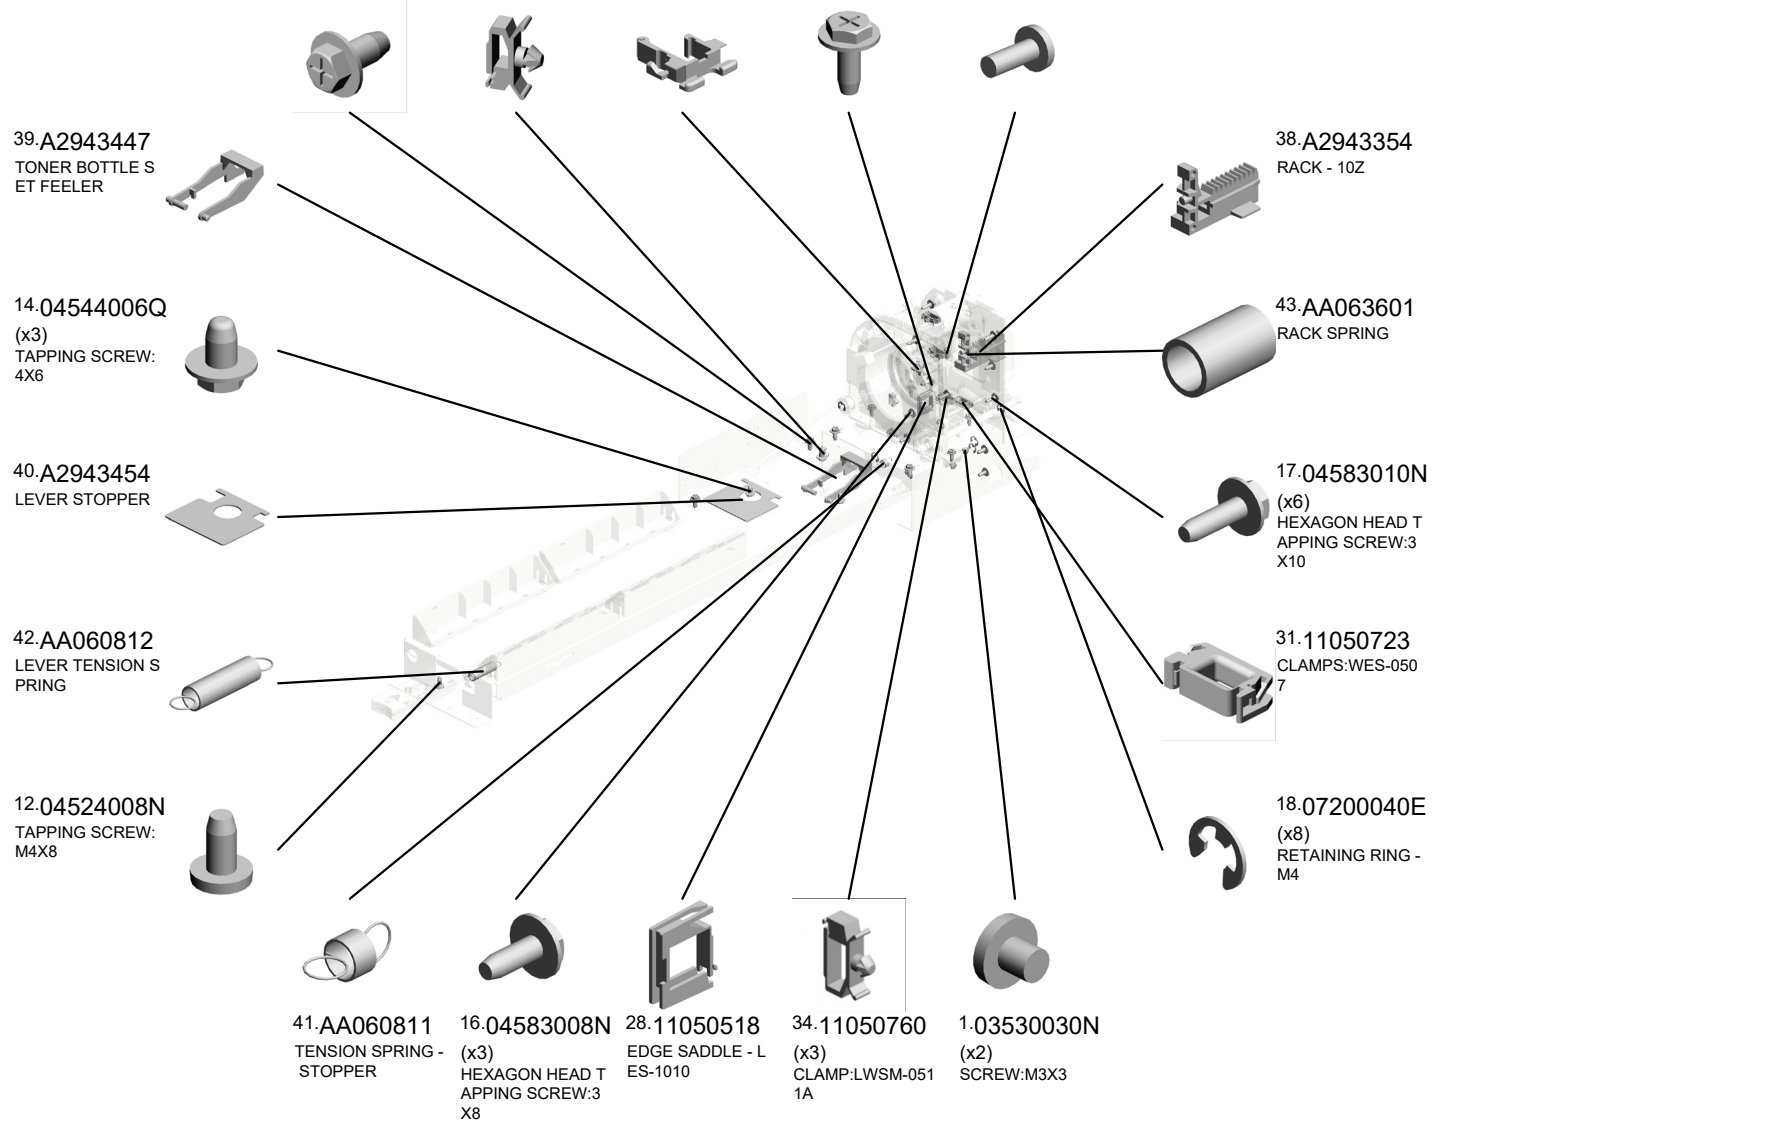 39.A2943447
TONER BOTTLE S
ET FEELER
38.A2943354
RACK - 10Z
14.04544006Q
(x3)
TAPPING SCREW:
4X6
43.AA063601
RACK SPRING
40.A2943454
LEVER STOPPER
17.04583010N
(x6)
HEXAGON HEAD T
APPING SCREW:3
X10
42.AA060812
LEVER TENSION S
PRING
31.11050723
CLAMPS:WES-050
7
12.04524008N
TAPPING SCREW:
M4X8
18.07200040E
(x8)
RETAINING RING -
M4
41.AA060811
TENSION SPRING -
STOPPER
16.04583008N
(x3)
HEXAGON HEAD T
APPING SCREW:3
X8
28.11050518
EDGE SADDLE - L
ES-1010
34.11050760
(x3)
CLAMP:LWSM-051
1A
1.03530030N
(x2)
SCREW:M3X3